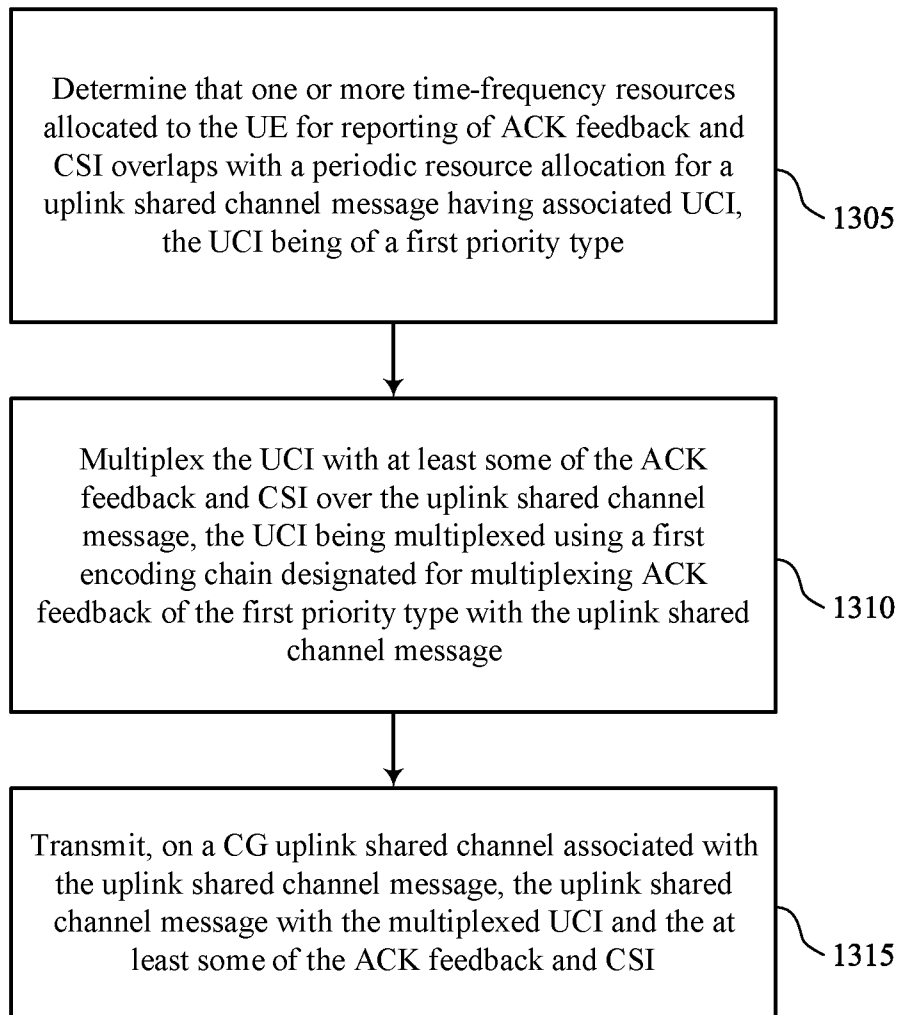 Determine that one or more time-frequency resources
allocated to the UE for reporting of ACK feedback and
CSI overlaps with a periodic resource allocation for a
uplink shared channel message having associated UCI,
the UCI being of a first priority type
1305
Multiplex the UCI with at least some of the ACK
feedback and CSI over the uplink shared channel
message, the UCI being multiplexed using a first
encoding chain designated for multiplexing ACK
feedback of the first priority type with the uplink shared
channel message
1310
Transmit, on a CG uplink shared channel associated with
the uplink shared channel message, the uplink shared
channel message with the multiplexed UCI and the at
least some of the ACK feedback and CSI
1315